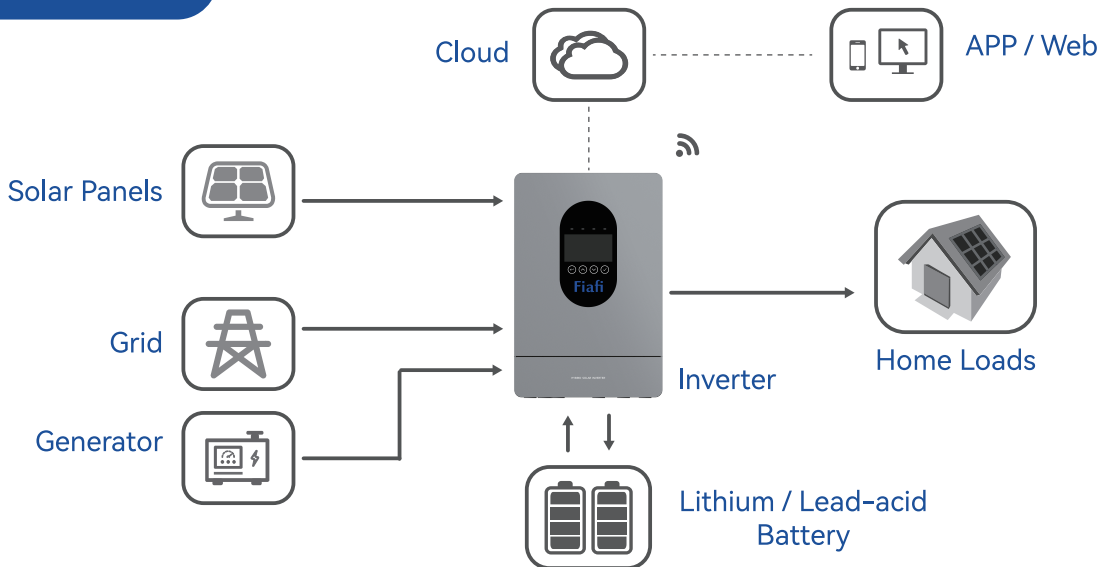 Cloud
APP / Web
Solar Panels
Fiafi
Grid
Inverter
Home Loads
Generator
Lithium / Lead-acid
Battery